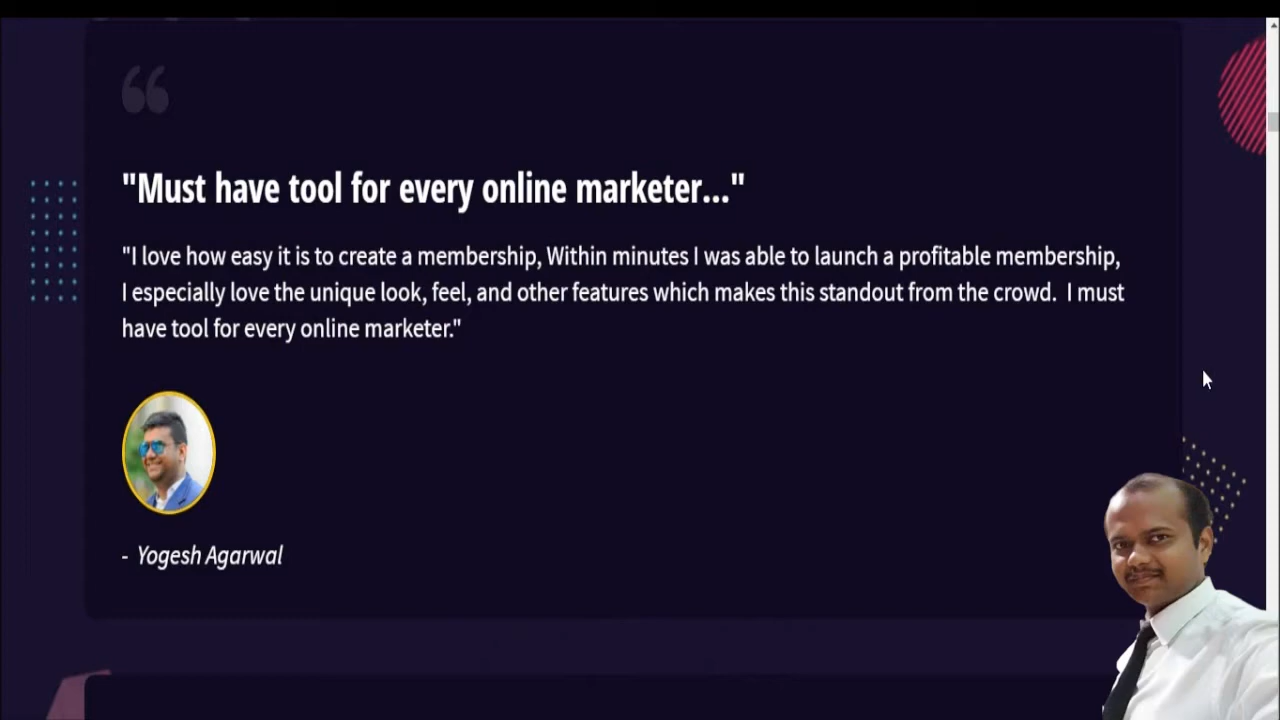 "Must have tool for every online marketer..."
"I love how easy it is to create a membership, Within minutes I was able to launch a profitable membership,
I especially love the unique look, feel, and other features which makes this standout from the crowd.  I must
have tool for every online marketer."
- Yogesh Agarwal